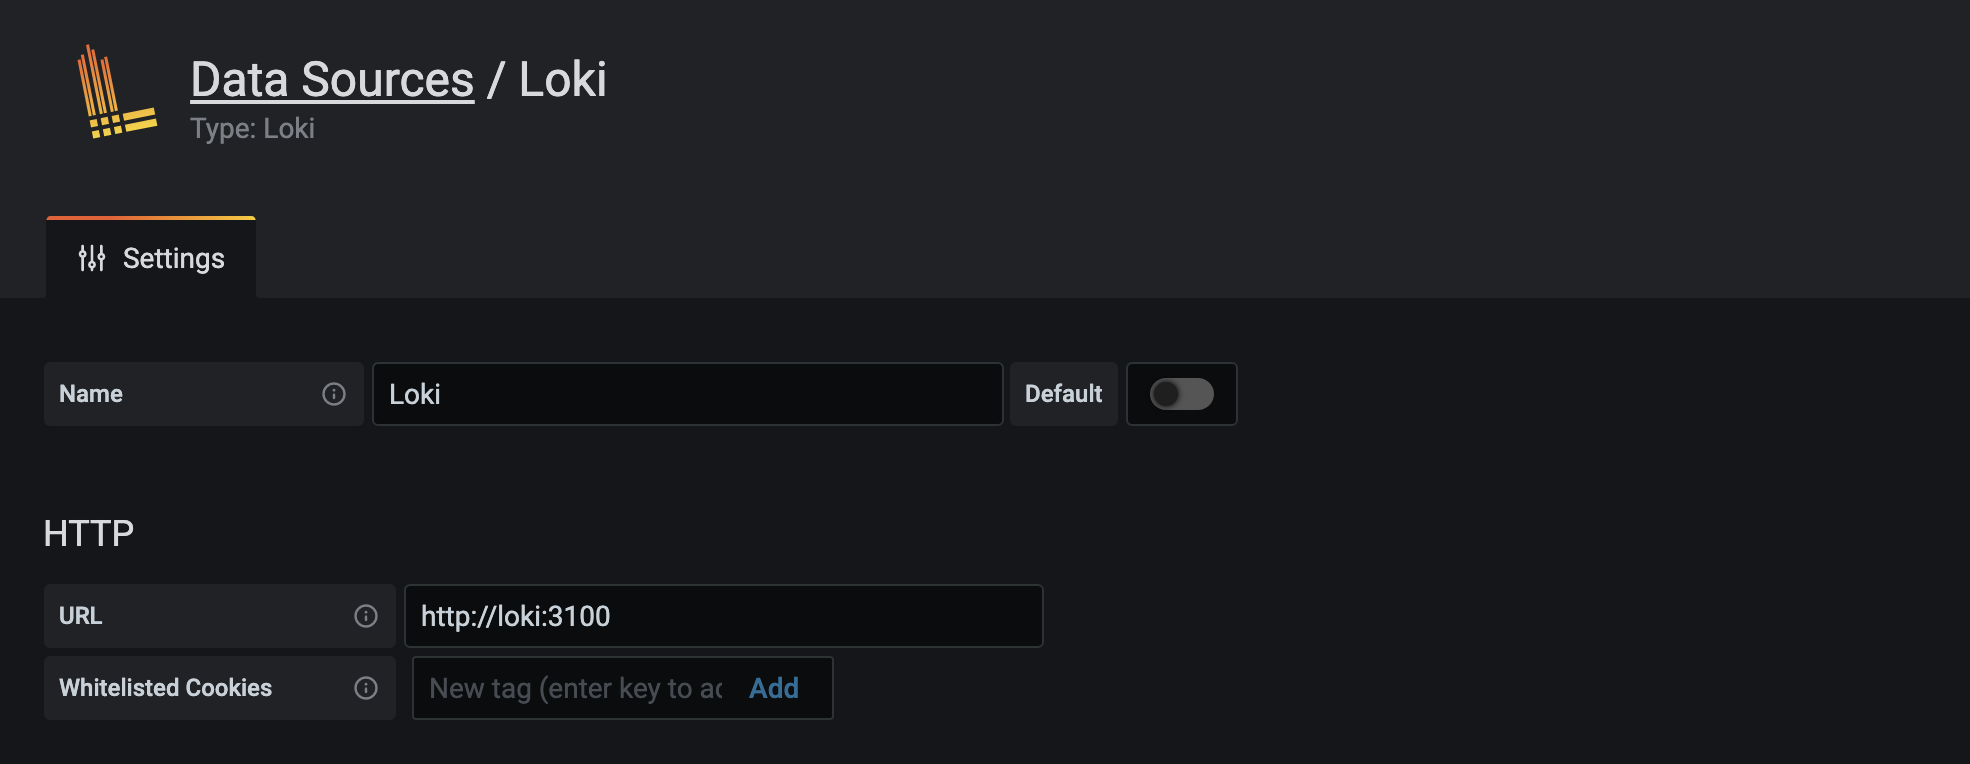 Data Sources / Loki
Type: Loki
Settings
Name Loki Default
HTTP
URL http://loki:3100
Whitelisted Cookies New tag (enter key to ac Add